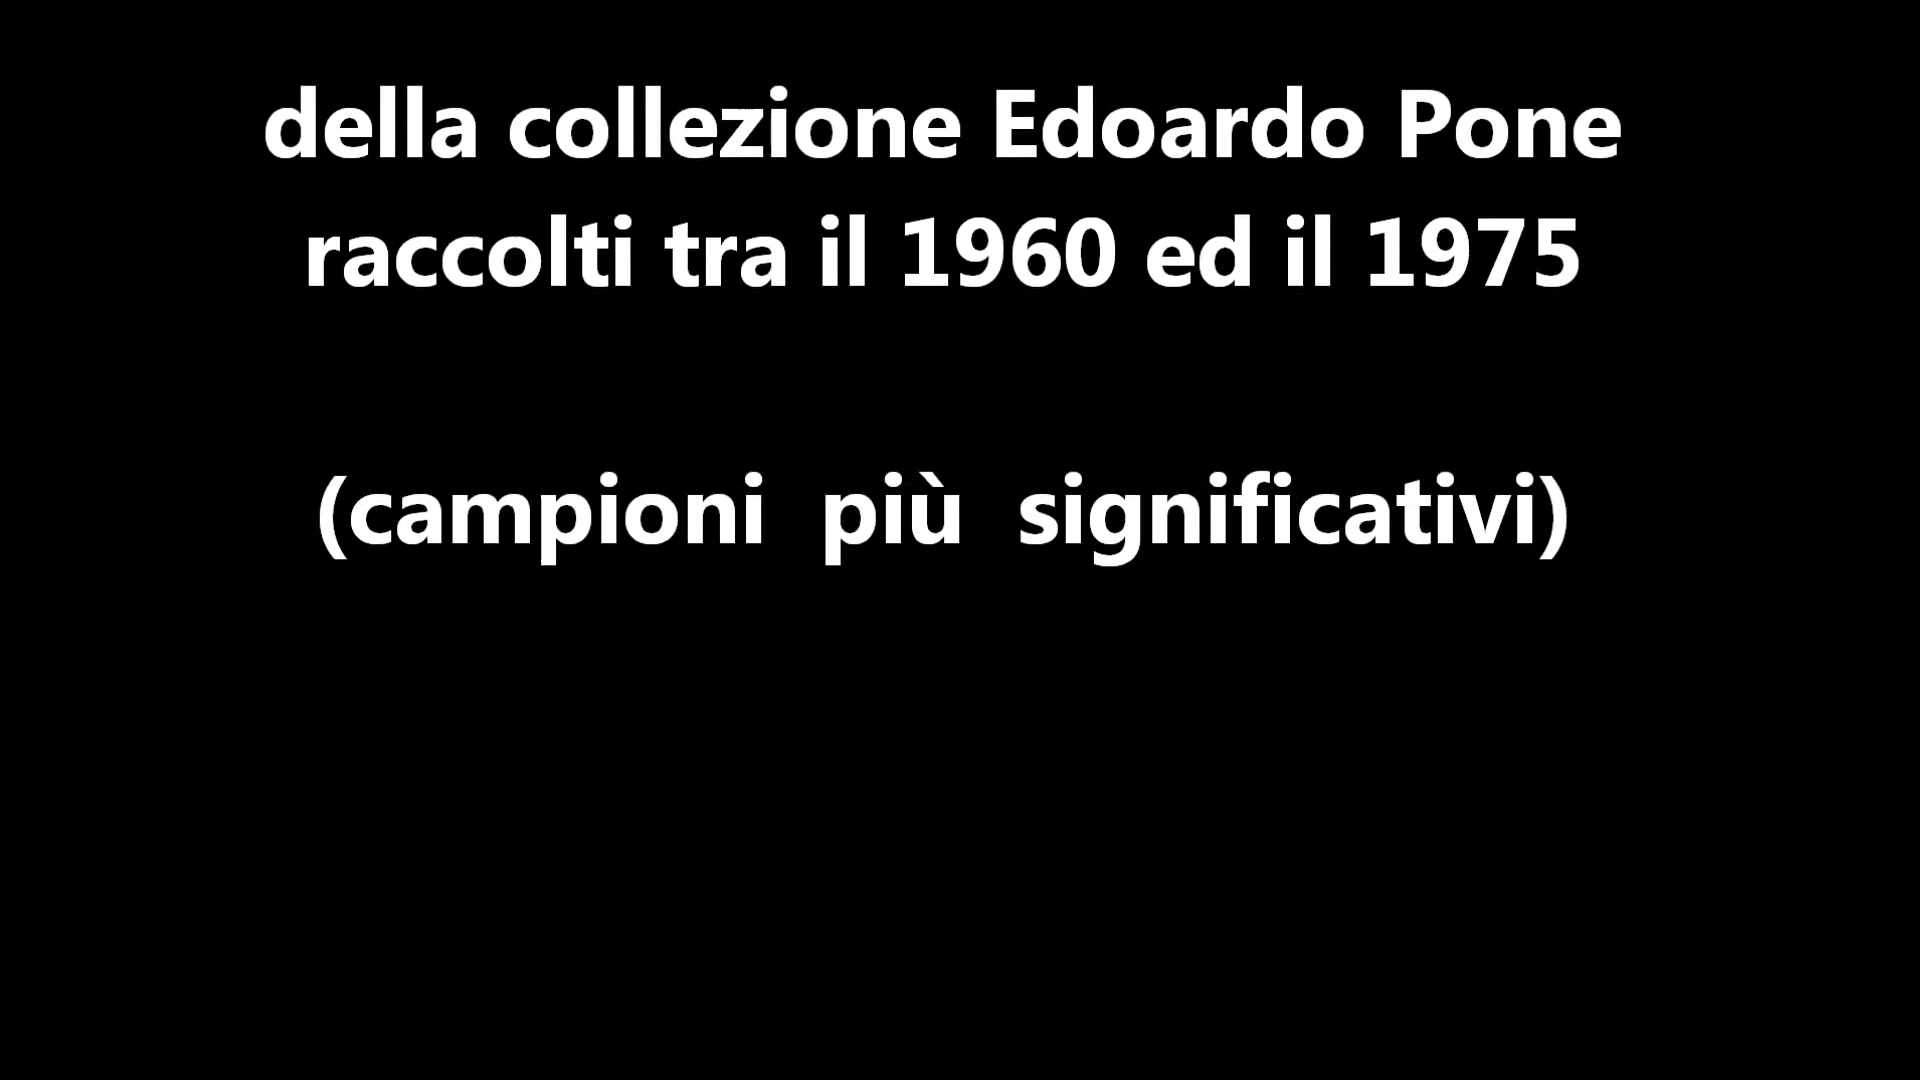 della collezione Edoardo Pone
raccolti tra il 1960 ed il 1975
(campioni più significativi)